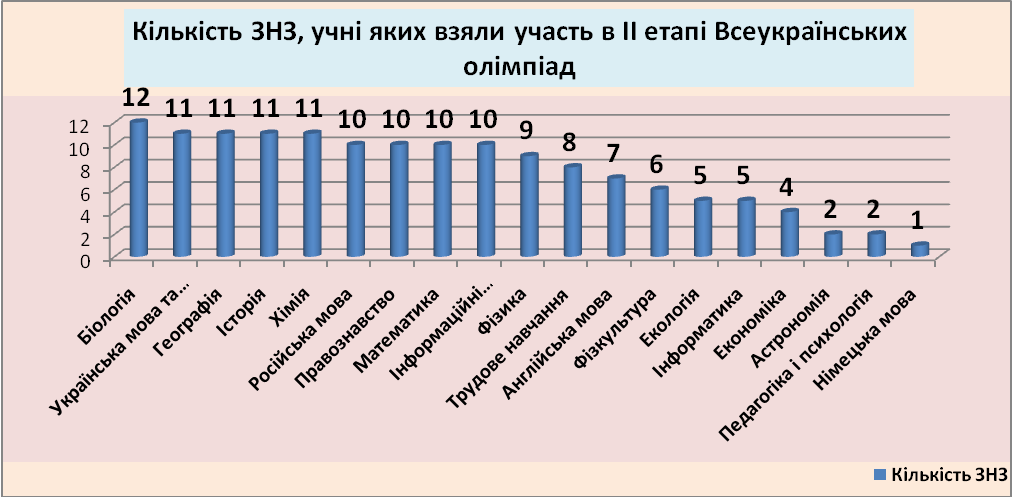 Кількість ЗНЗ, учні яких взяли участь в ІІ етапі Всеукраїнських
олімпіад
12 11 11 11 11 10 10 10 10 9 8 7 6 5 5 4 2 2 1
12
10
8
6
4
2
0
Біологія
Українська мова та...
Географія
Історія
Хімія
Російська мова
Правознавство
Математика
Інформаційні...
Фізика
Трудове навчання
Англійська мова
Фізкультура
Екологія
Інформатика
Економіка
Астрономія
Педагогіка і психологія
Німецька мова
Кількість ЗНЗ